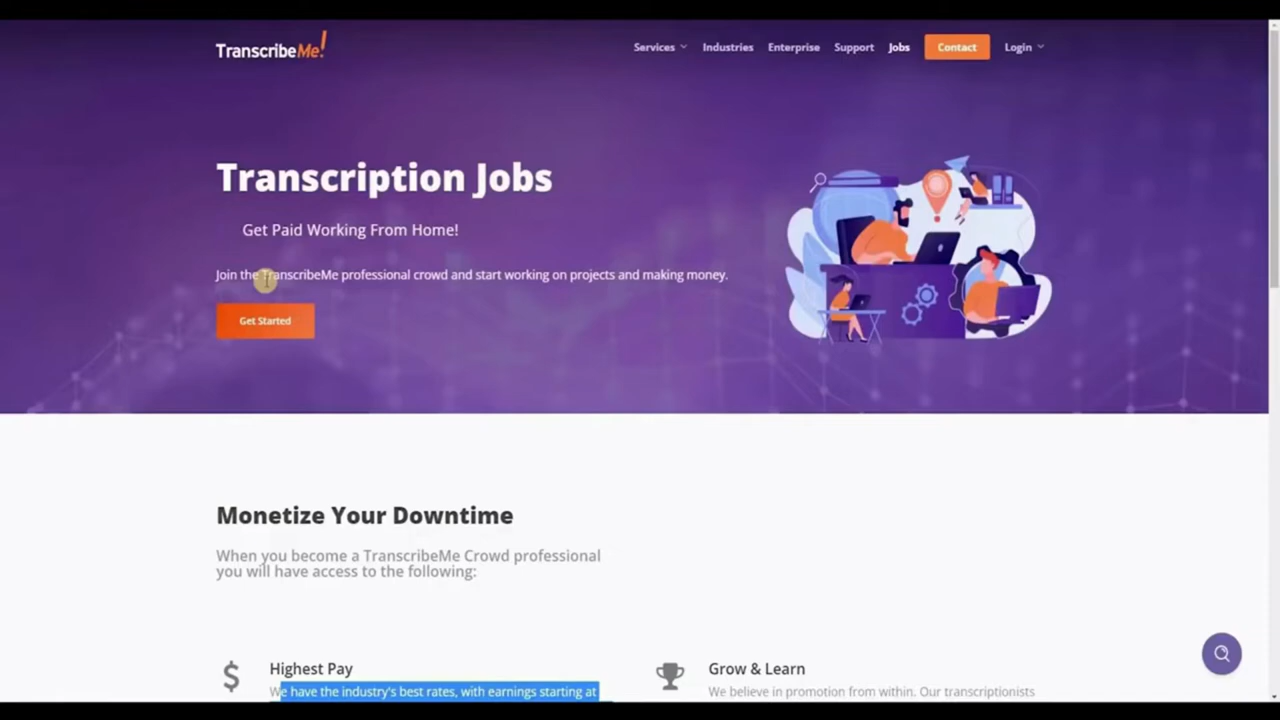 TranscribeMe!
Services
Industries
Enterprise
Support
Jobs
Contact
Login
Transcription Jobs
Get Paid Working From Home!
Join the TranscribeMe professional crowd and start working on projects and making money.
Get Started
Monetize Your Downtime
When you become a TranscribeMe Crowd professional
you will have access to the following:
Highest Pay
We have the industry's best rates, with earnings starting at
Grow & Learn
We believe in promotion from within. Our transcriptionists